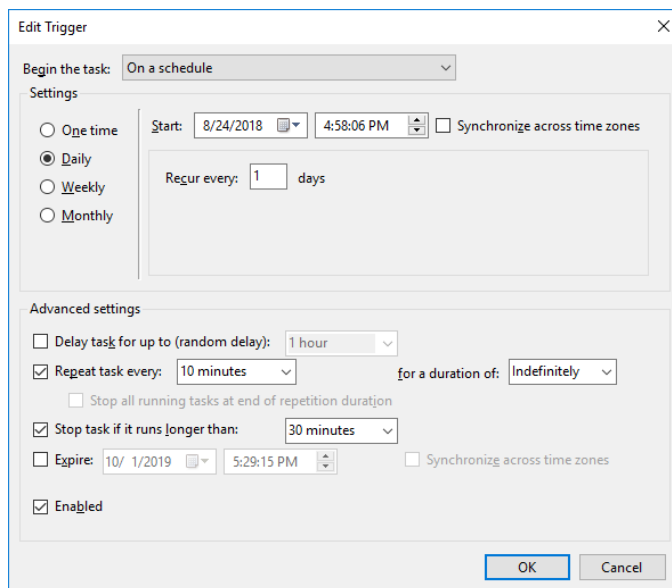 Edit Trigger
Begin the task: On a schedule
Settings
One time
Start: 8/24/2018 4:58:06 PM Synchronize across time zones
Daily
Recur every: 1 days
Weekly
Monthly
Advanced settings
Delay task for up to (random delay): 1 hour
Repeat task every: 10 minutes for a duration of: Indefinitely
Stop all running tasks at end of repetition duration
Stop task if it runs longer than: 30 minutes
Expire: 10/ 1/2019 5:29:15 PM Synchronize across time zones
Enabled
OK Cancel